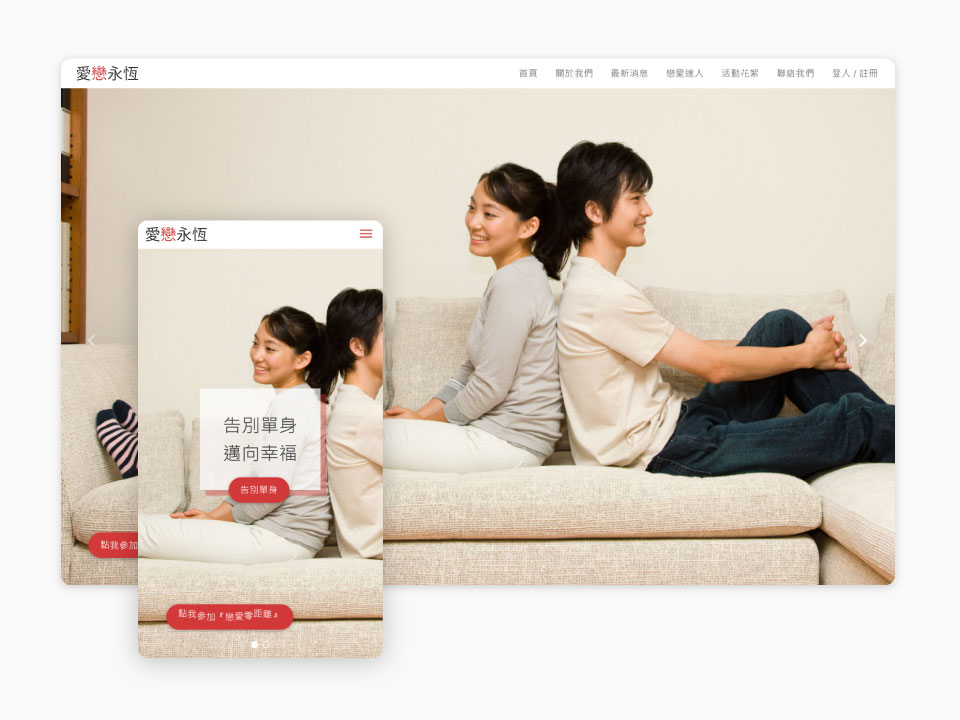 愛戀永恆
首頁 關於我們 最新消息 戀愛達人 活動花絮 聯絡我們 登入 / 註冊
愛戀永恆
告別單身
邁向幸福
告別單身
點我參加
點我參加『戀愛零距離』